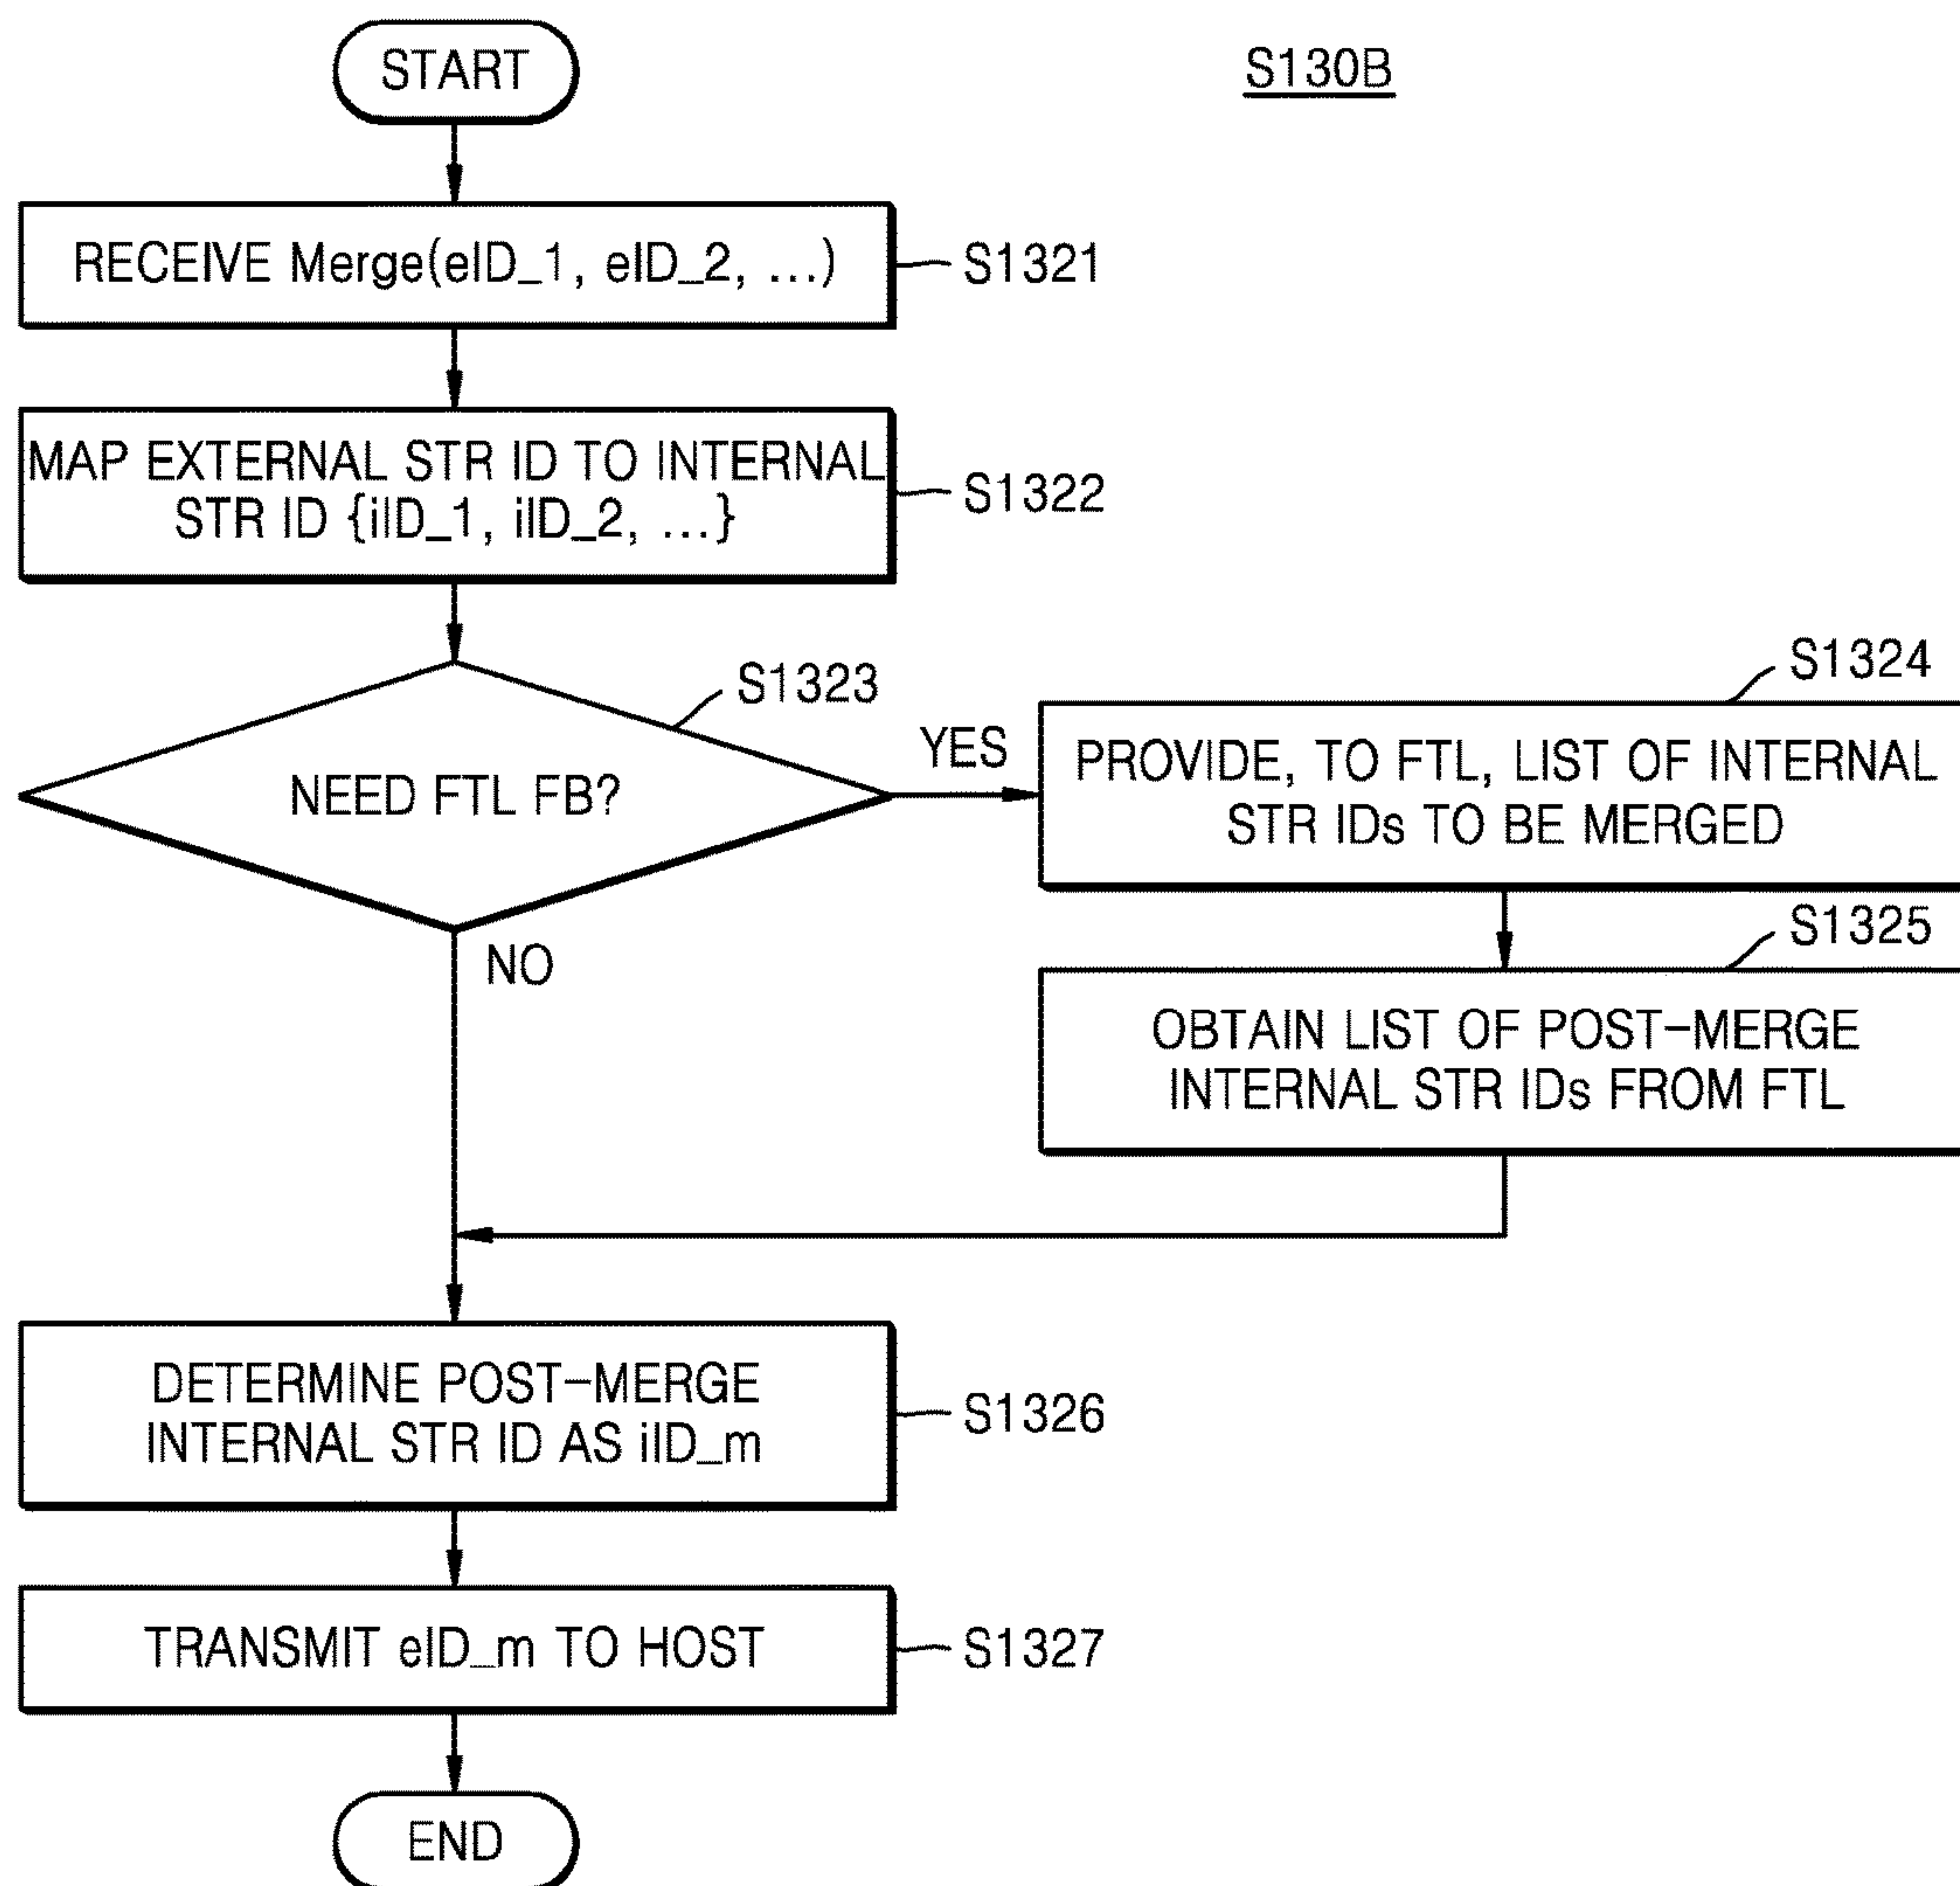 START
S130B
RECEIVE Merge(eID_1, eID_2, ...)
S1321
MAP EXTERNAL STR ID TO INTERNAL
STR ID {iID_1, iID_2, ...}
S1322
NEED FTL FB?
S1323
YES
NO
PROVIDE, TO FTL, LIST OF INTERNAL
STR IDs TO BE MERGED
S1324
OBTAIN LIST OF POST-MERGE
INTERNAL STR IDs FROM FTL
S1325
DETERMINE POST-MERGE
INTERNAL STR ID AS iID_m
S1326
TRANSMIT eID_m TO HOST
S1327
END